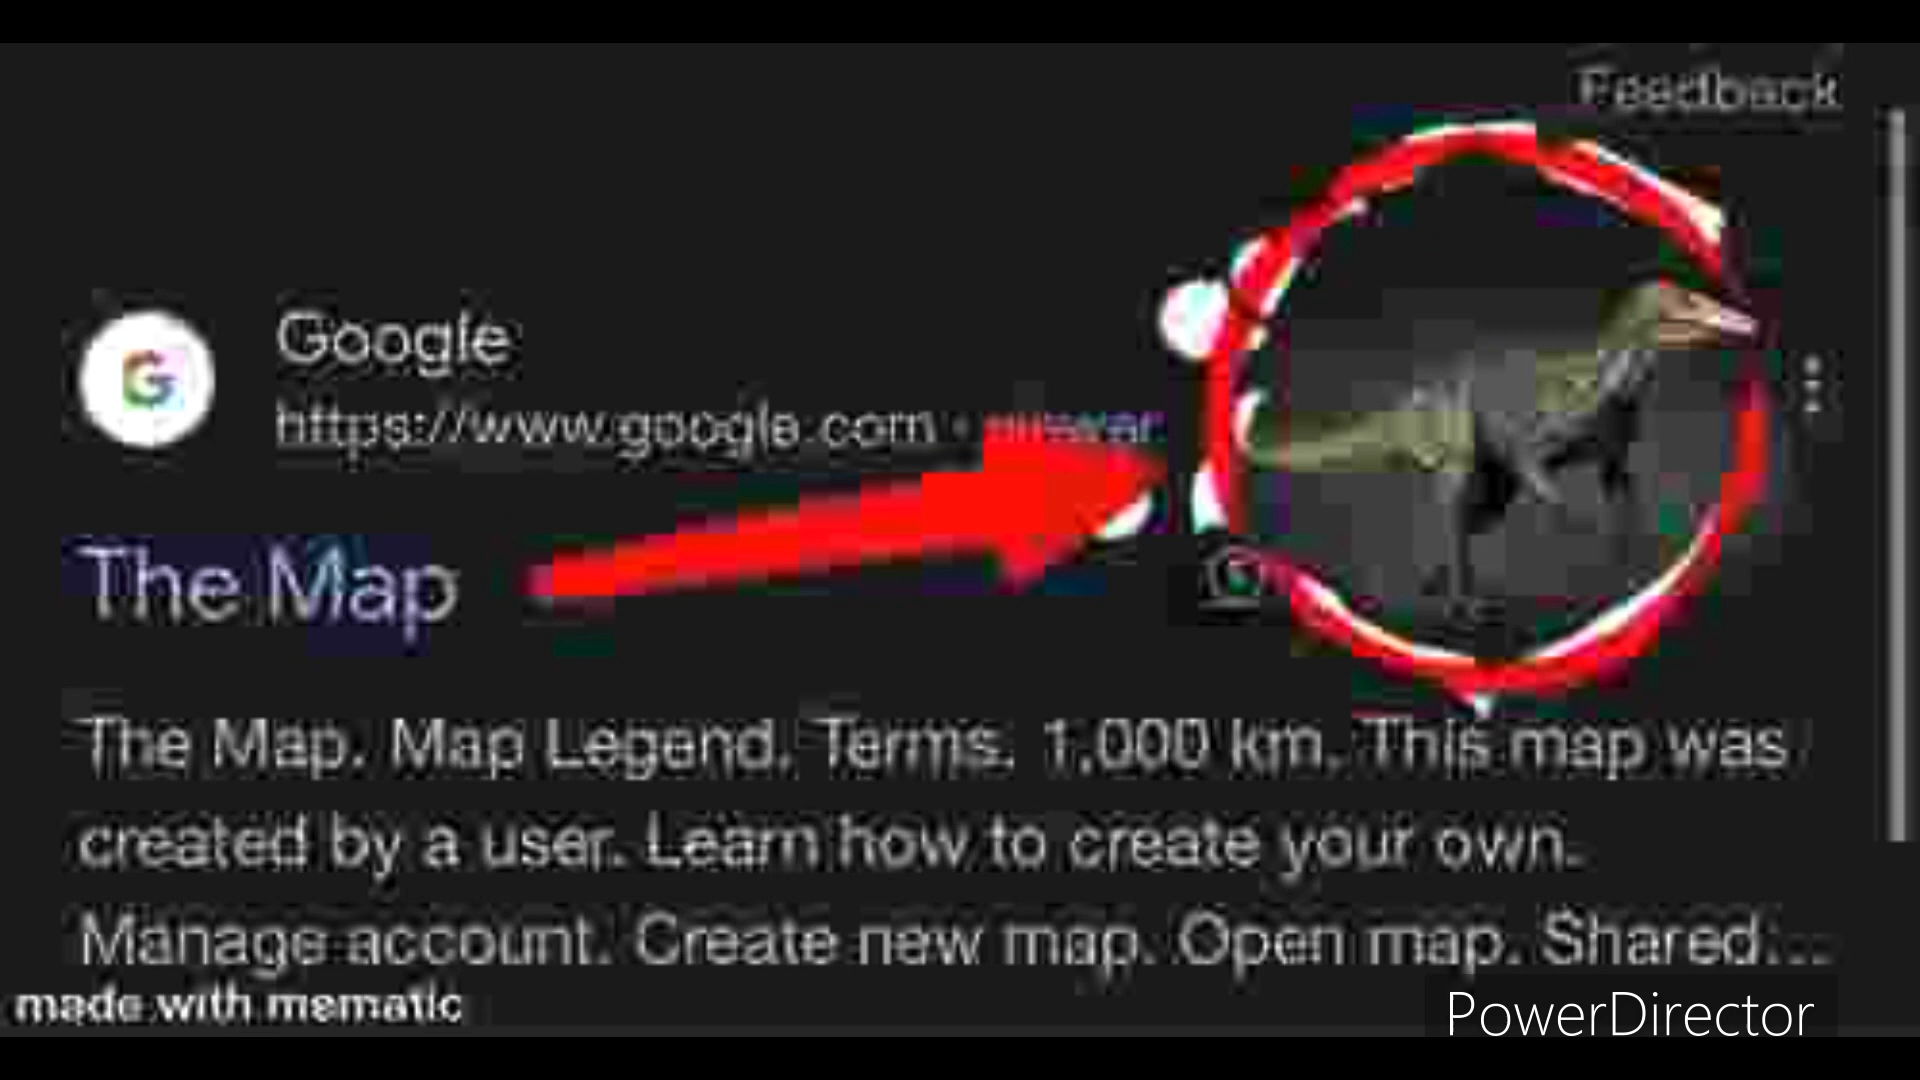 Feedback
G
Google
https://www.google.com ›
The Map
The Map. Map Legend. Terms. 1,000 km. This map was
created by a user. Learn how to create your own.
Manage account. Create new map. Open map. Shared...
made with mematic
PowerDirector